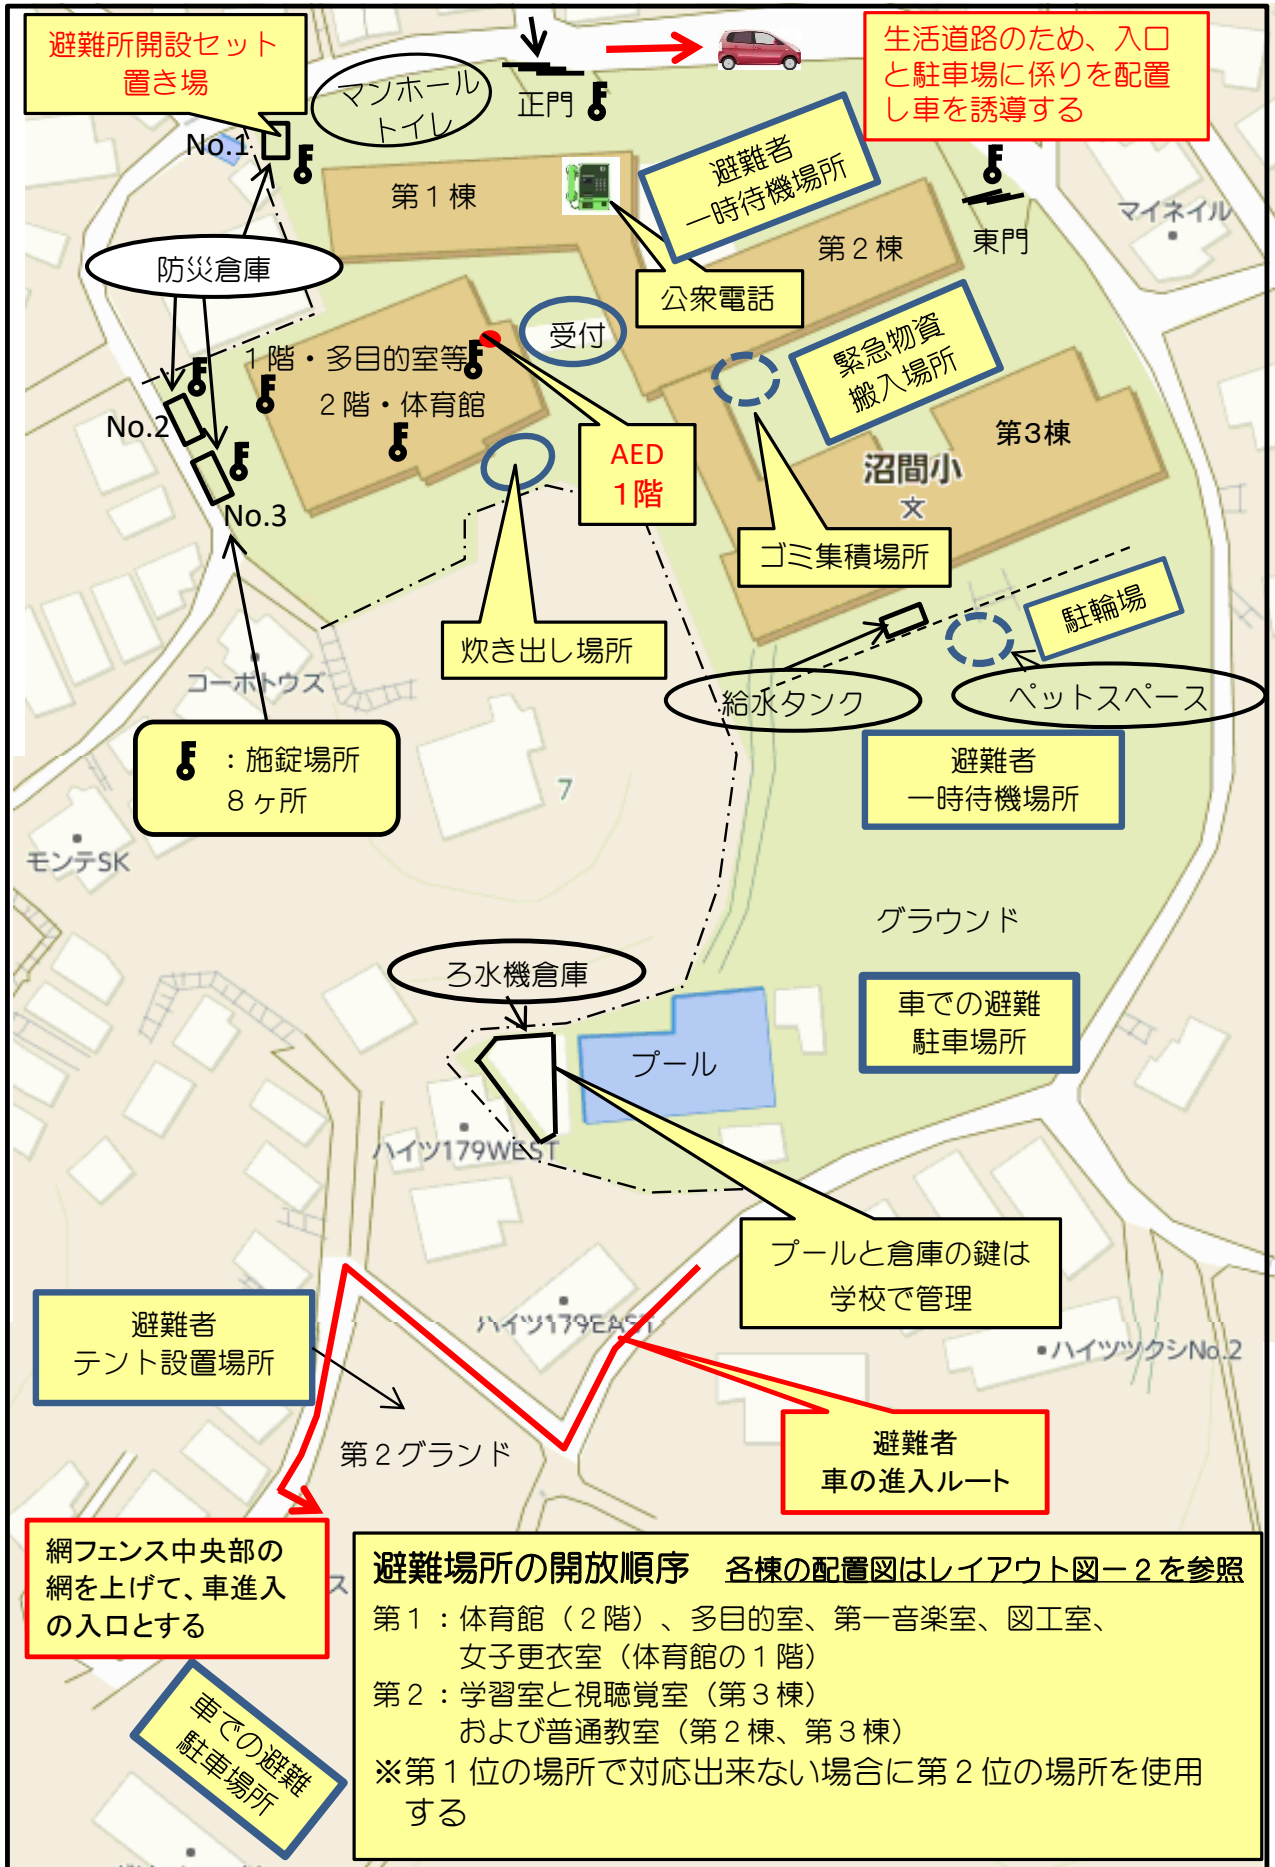 避難所開設セット
置き場
マンホール
トイレ
正門
生活道路のため、入口
と駐車場に係りを配置
し車を誘導する
No.1
第１棟
避難者
一時待機場所
東門
マイネイル
第２棟
防災倉庫
公衆電話
受付
１階・多目的室等
２階・体育館
緊急物資
搬入場所
No.2
No.3
AED
１階
第3棟
沼間小
文
ゴミ集積場所
炊き出し場所
駐輪場
コーポトウズ
給水タンク
ペットスペース
：施錠場所
８ヶ所
7
避難者
一時待機場所
モンテSK
グラウンド
ろ水機倉庫
車での避難
駐車場所
プール
ハイツ179WEST
プールと倉庫の鍵は
学校で管理
避難者
テント設置場所
ハイツ179EAST
ハイツツクシNo.2
第２グランド
避難者
車の進入ルート
網フェンス中央部の
網を上げて、車進入
の入口とする
ス
避難場所の開放順序　各棟の配置図はレイアウト図－２を参照
第１：体育館（２階）、多目的室、第一音楽室、図工室、
女子更衣室（体育館の１階）
第２：学習室と視聴覚室（第３棟）
および普通教室（第２棟、第３棟）
※第１位の場所で対応出来ない場合に第２位の場所を使用
する
車での避難
駐車場所